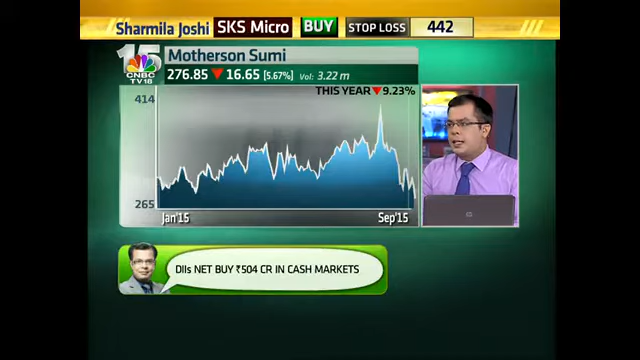 Sharmila Joshi SKS Micro BUY STOP LOSS 442
15
CNBC
TV18
Motherson Sumi
276.85 ▼ 16.65 [5.67%] Vol: 3.22 m
THIS YEAR ▼9.23%
414
265
Jan'15 Sep'15
DIIs NET BUY ₹504 CR IN CASH MARKETS